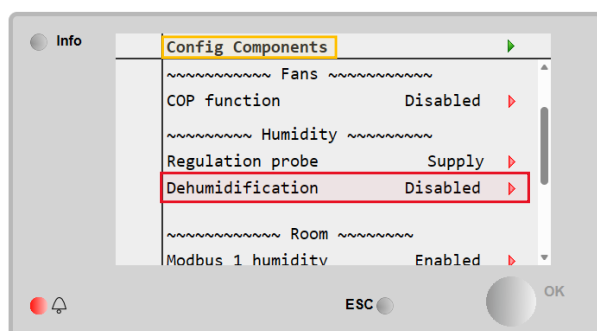 Info
Config Components
~~~~~~~~~~~ Fans ~~~~~~~~~~~
COP function Disabled
~~~~~~~~~ Humidity ~~~~~~~~~
Regulation probe Supply
Dehumidification Disabled
~~~~~~~~~~~~ Room ~~~~~~~~
Modbus 1 humidity Enabled
ESC
OK